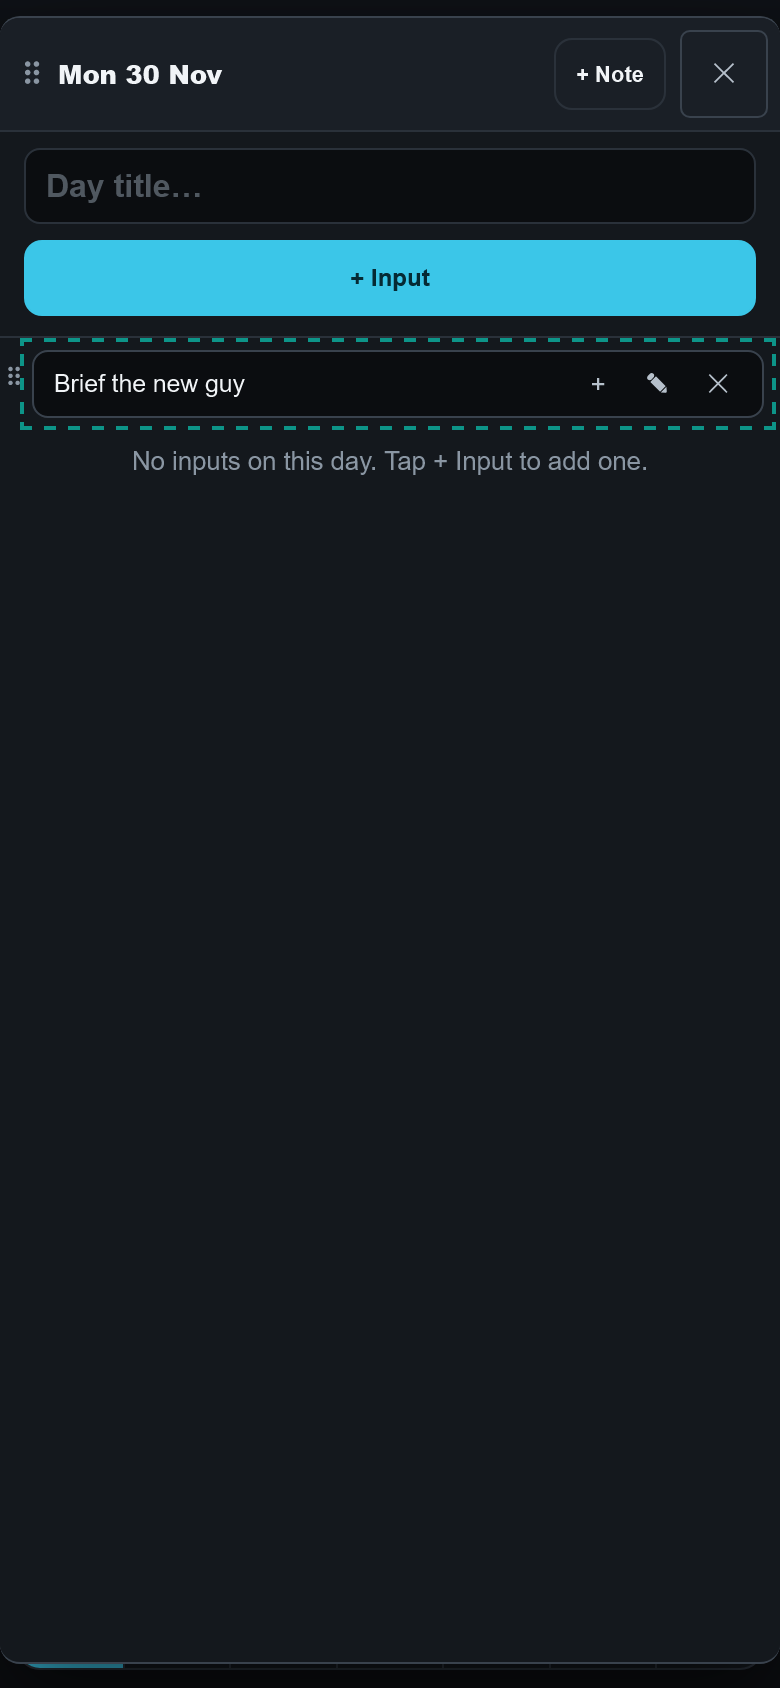 Mon 30 Nov
+ Note
Day title…
+ Input
Brief the new guy
+
No inputs on this day. Tap + Input to add one.